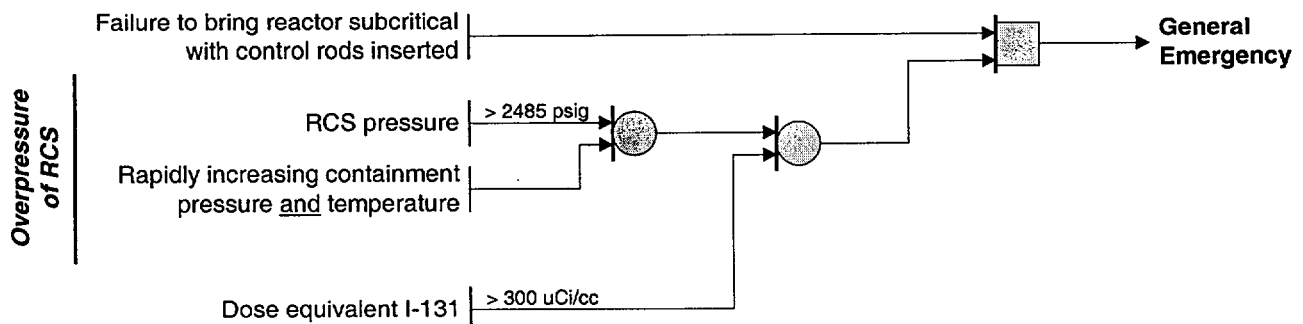 Failure to bring reactor subcritical
with control rods inserted
General
Emergency
Overpressure
of RCS
RCS pressure
> 2485 psig
Rapidly increasing containment
pressure and temperature
Dose equivalent I-131
> 300 uCi/cc